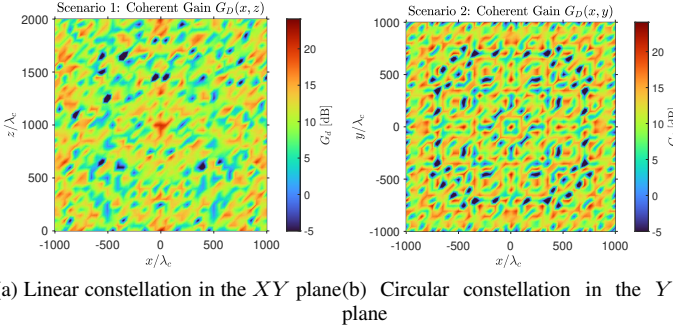 Scenario 1: Coherent Gain G_D(x, z)
2000
1500
1000
500
0
z/λ_c
-1000 -500 0 500 1000
x/λ_c
20
15
10
5
0
-5
G_d [dB]
Scenario 2: Coherent Gain G_D(x, y)
1000
500
0
-500
-1000
y/λ_c
-1000 -500 0 500 1000
x/λ_c
20
15
10
5
0
-5
(a) Linear constellation in the XY plane(b) Circular constellation in the Y
plane